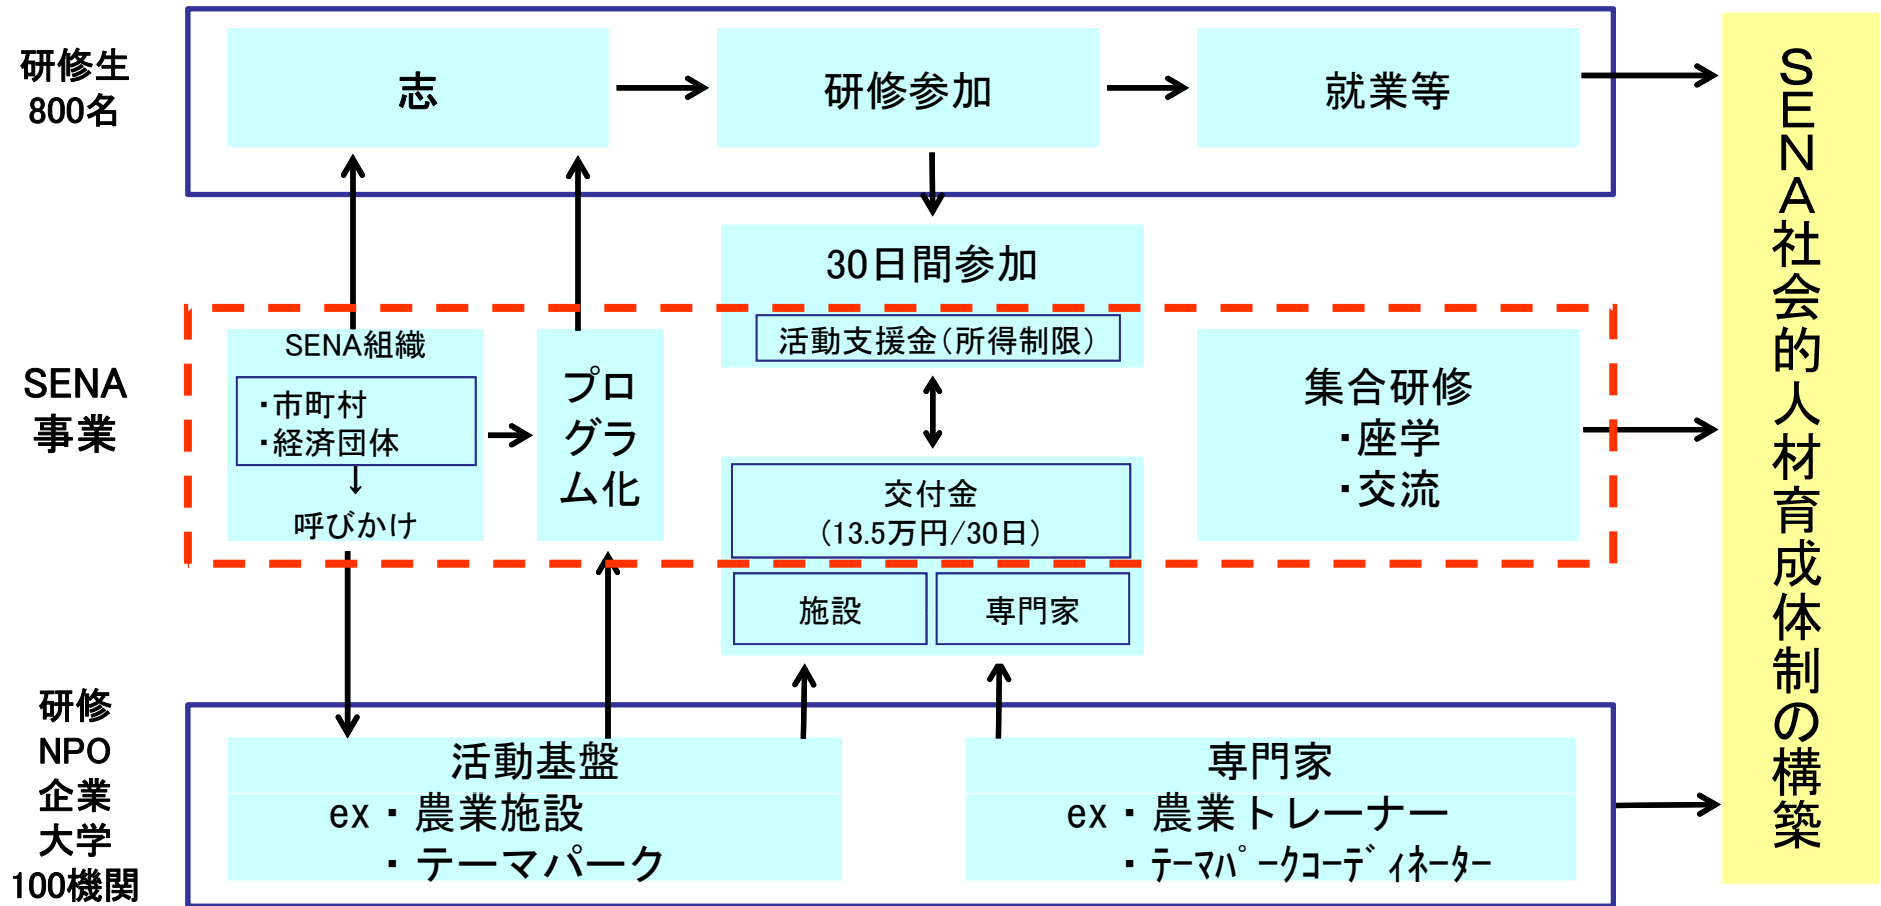 研修生
800名
志
研修参加
就業等
30日間参加
活動支援金(所得制限)
SENA
事業
SENA組織
・市町村
・経済団体
↓
呼びかけ
プロ
グラ
ム化
交付金
(13.5万円/30日)
施設
専門家
集合研修
・座学
・交流
研修
NPO
企業
大学
100機関
活動基盤
ex・農業施設
・テーマパーク
専門家
ex・農業トレーナー
・ﾃｰﾏﾊﾟｰｸｺｰﾃﾞｨﾈｰﾀｰ
SENA社会的人材育成体制の構築